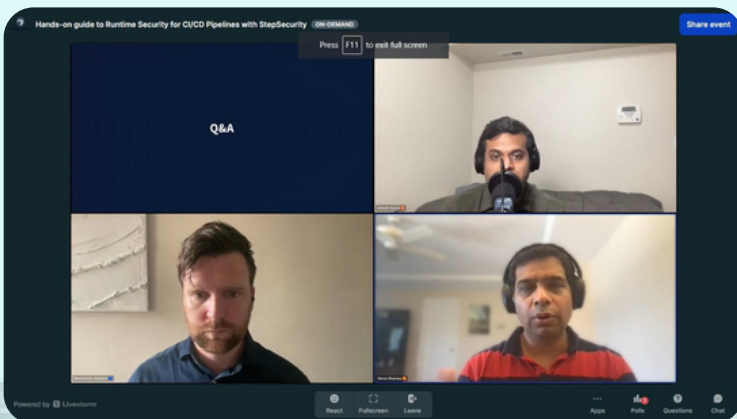 Hands-on guide to Runtime Security for CI/CD Pipelines with StepSecurity ON-DEMAND
Share event
Press F11 to exit full screen
Q&A
Powered by Livestorm
React
Fullscreen
Leave
Apps
Polls
Questions
Chat